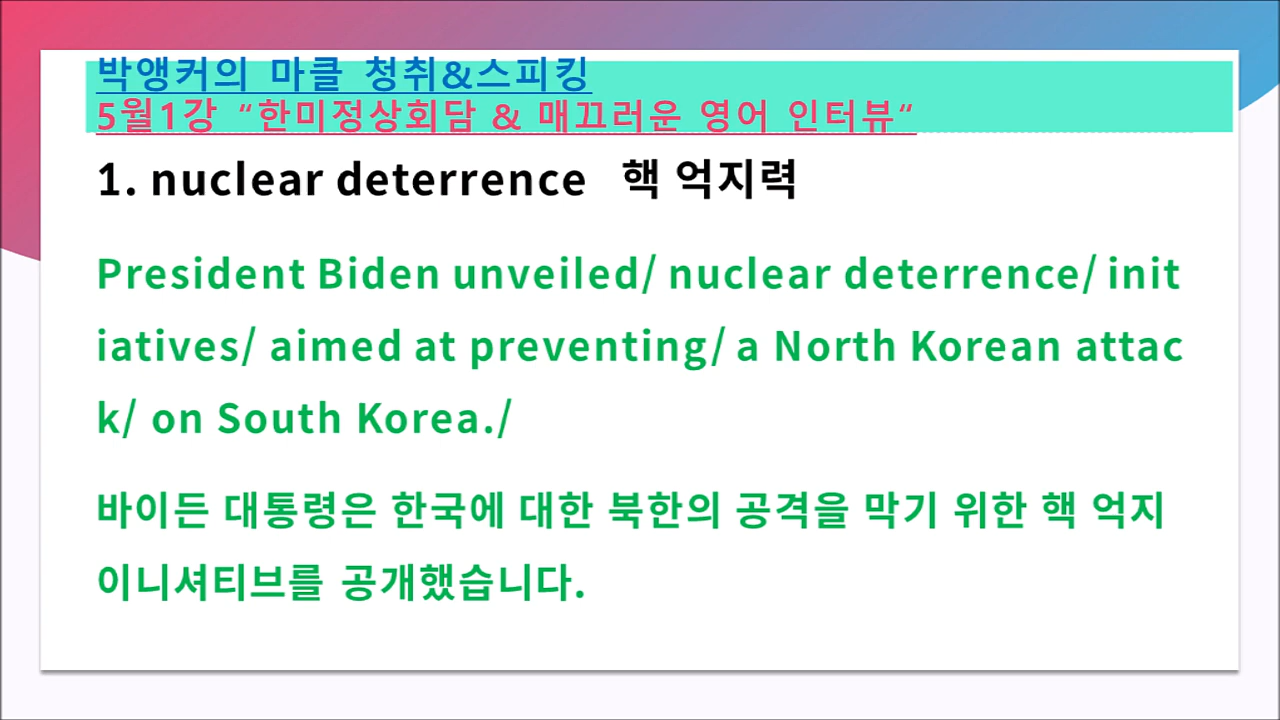 박앵커의 마클 청취&스피킹
5월1강 “한미정상회담 & 매끄러운 영어 인터뷰“
1. nuclear deterrence 핵 억지력
President Biden unveiled/ nuclear deterrence/ init
iatives/ aimed at preventing/ a North Korean attac
k/ on South Korea./
바이든 대통령은 한국에 대한 북한의 공격을 막기 위한 핵 억지
이니셔티브를 공개했습니다.